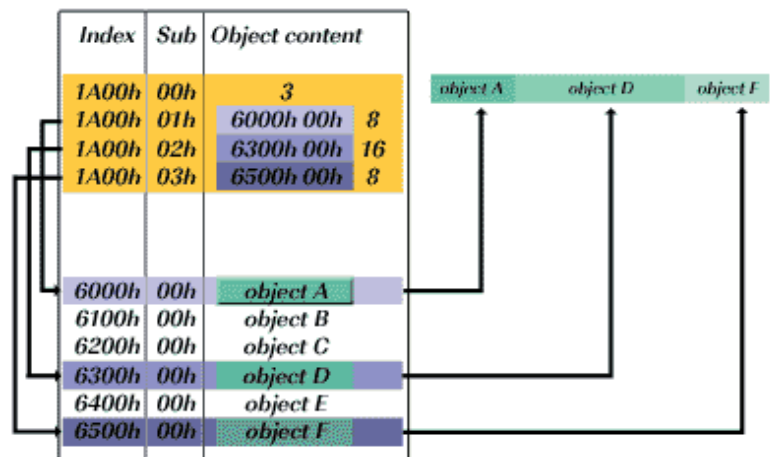 Index Sub Object content
1A00h 00h 3
1A00h 01h 6000h 00h 8
1A00h 02h 6300h 00h 16
1A00h 03h 6500h 00h 8
object A object D object F
6000h 00h object A
6100h 00h object B
6200h 00h object C
6300h 00h object D
6400h 00h object E
6500h 00h object F